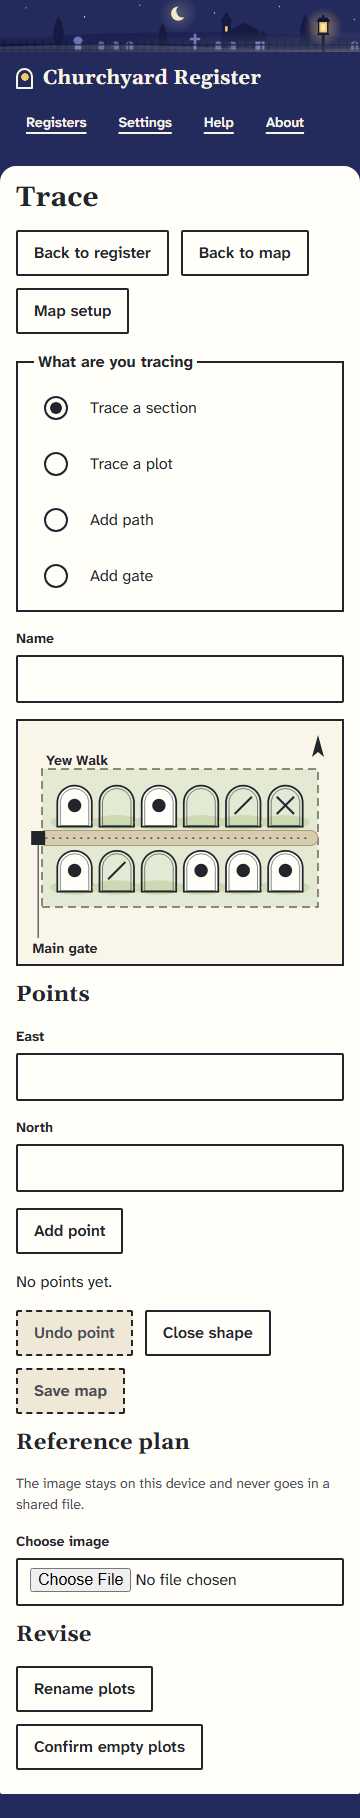 Churchyard Register
Registers Settings Help About
Trace
Back to register Back to map
Map setup
What are you tracing
Trace a section
Trace a plot
Add path
Add gate
Name
Yew Walk
Main gate
Points
East
North
Add point
No points yet.
Undo point Close shape
Save map
Reference plan
The image stays on this device and never goes in a
shared file.
Choose image
Choose File No file chosen
Revise
Rename plots
Confirm empty plots